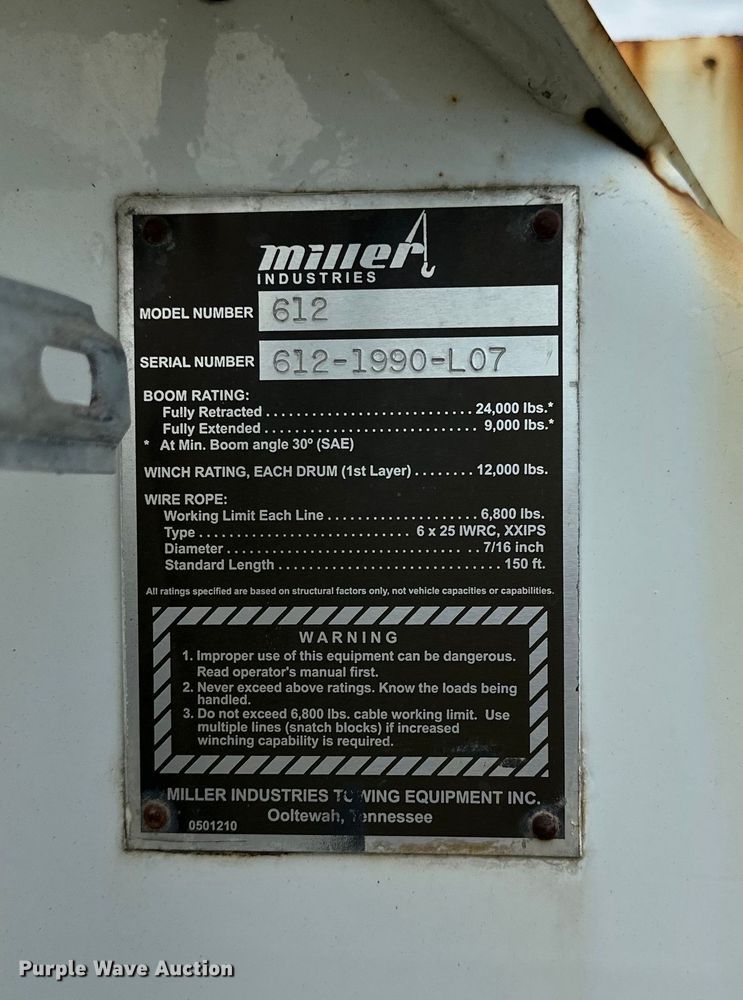 miller
INDUSTRIES
MODEL NUMBER 612
SERIAL NUMBER 612-1990-L07
BOOM RATING:
Fully Retracted . . . . . . . . . . . . . . . . . . . . . . . . . . 24,000 lbs.*
Fully Extended . . . . . . . . . . . . . . . . . . . . . . . . . . . 9,000 lbs.*
* At Min. Boom angle 30º (SAE)
WINCH RATING, EACH DRUM (1st Layer) . . . . . . . . 12,000 lbs.
WIRE ROPE:
Working Limit Each Line . . . . . . . . . . . . . . . . . . . 6,800 lbs.
Type . . . . . . . . . . . . . . . . . . . . . . . . . . . 6 x 25 IWRC, XXIPS
Diameter . . . . . . . . . . . . . . . . . . . . . . . . . . . . . . . 7/16 inch
Standard Length . . . . . . . . . . . . . . . . . . . . . . . . . . . . 150 ft.
All ratings specified are based on structural factors only, not vehicle capacities or capabilities.
WARNING
1. Improper use of this equipment can be dangerous.
Read operator's manual first.
2. Never exceed above ratings. Know the loads being
handled.
3. Do not exceed 6,800 lbs. cable working limit. Use
multiple lines (snatch blocks) if increased
winching capability is required.
MILLER INDUSTRIES TOWING EQUIPMENT INC.
Ooltewah, Tennessee
0501210
Purple Wave Auction